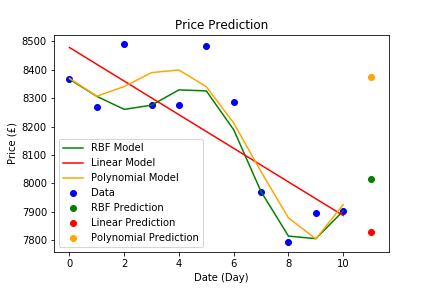 Price Prediction
Price (£)
8500
8400
8300
8200
8100
8000
7900
7800
RBF Model
Linear Model
Polynomial Model
Data
RBF Prediction
Linear Prediction
Polynomial Prediction
0 2 4 6 8 10
Date (Day)